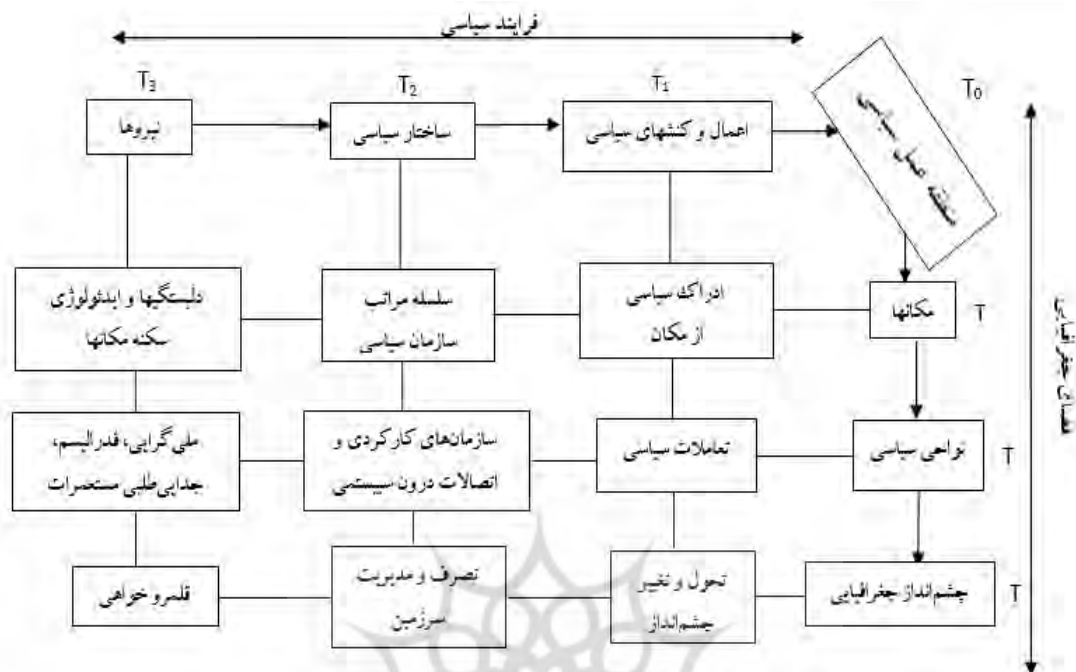 فرایند سیاسی
T₀
T₁
T₂
T₃
منطقه عمل سیاسی
اعمال و کنشهای سیاسی
ساختار سیاسی
نیروها
فضای جغرافیایی
T
مکانها
ادراک سیاسی
از مکان
سلسله مراتب
سازمان سیاسی
دلبستگیها و ایدئولوژی
سکنه مکانها
T
نواحی سیاسی
تعاملات سیاسی
سازمان‌های کارکردی و
اتصالات درون سیستمی
ملی‌گرایی، فدرالیسم،
جدایی‌طلبی مستعمرات
T
چشم‌انداز جغرافیایی
تحول و تغییر
چشم‌انداز
تصرف و مدیریت
سرزمین
قلمروخواهی